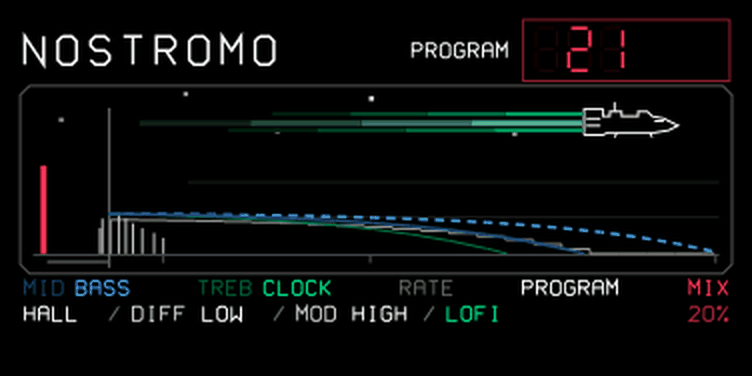 NOSTROMO PROGRAM 21
MID BASS TREB CLOCK RATE PROGRAM MIX
HALL / DIFF LOW / MOD HIGH / LOFI 20%